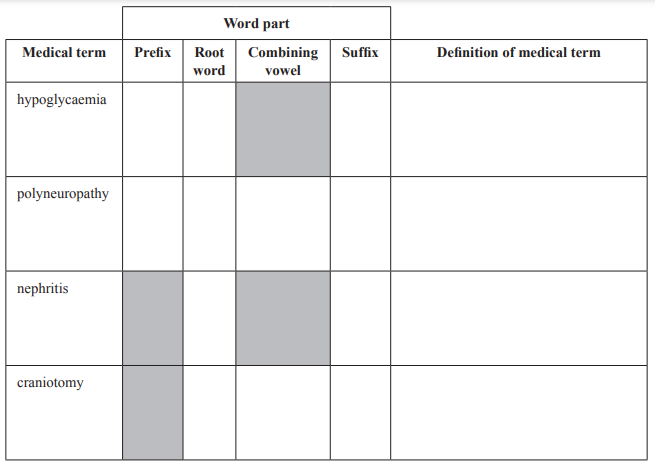 Word part
Medical term Prefix Root word Combining vowel Suffix Definition of medical term
hypoglycaemia
polyneuropathy
nephritis
craniotomy